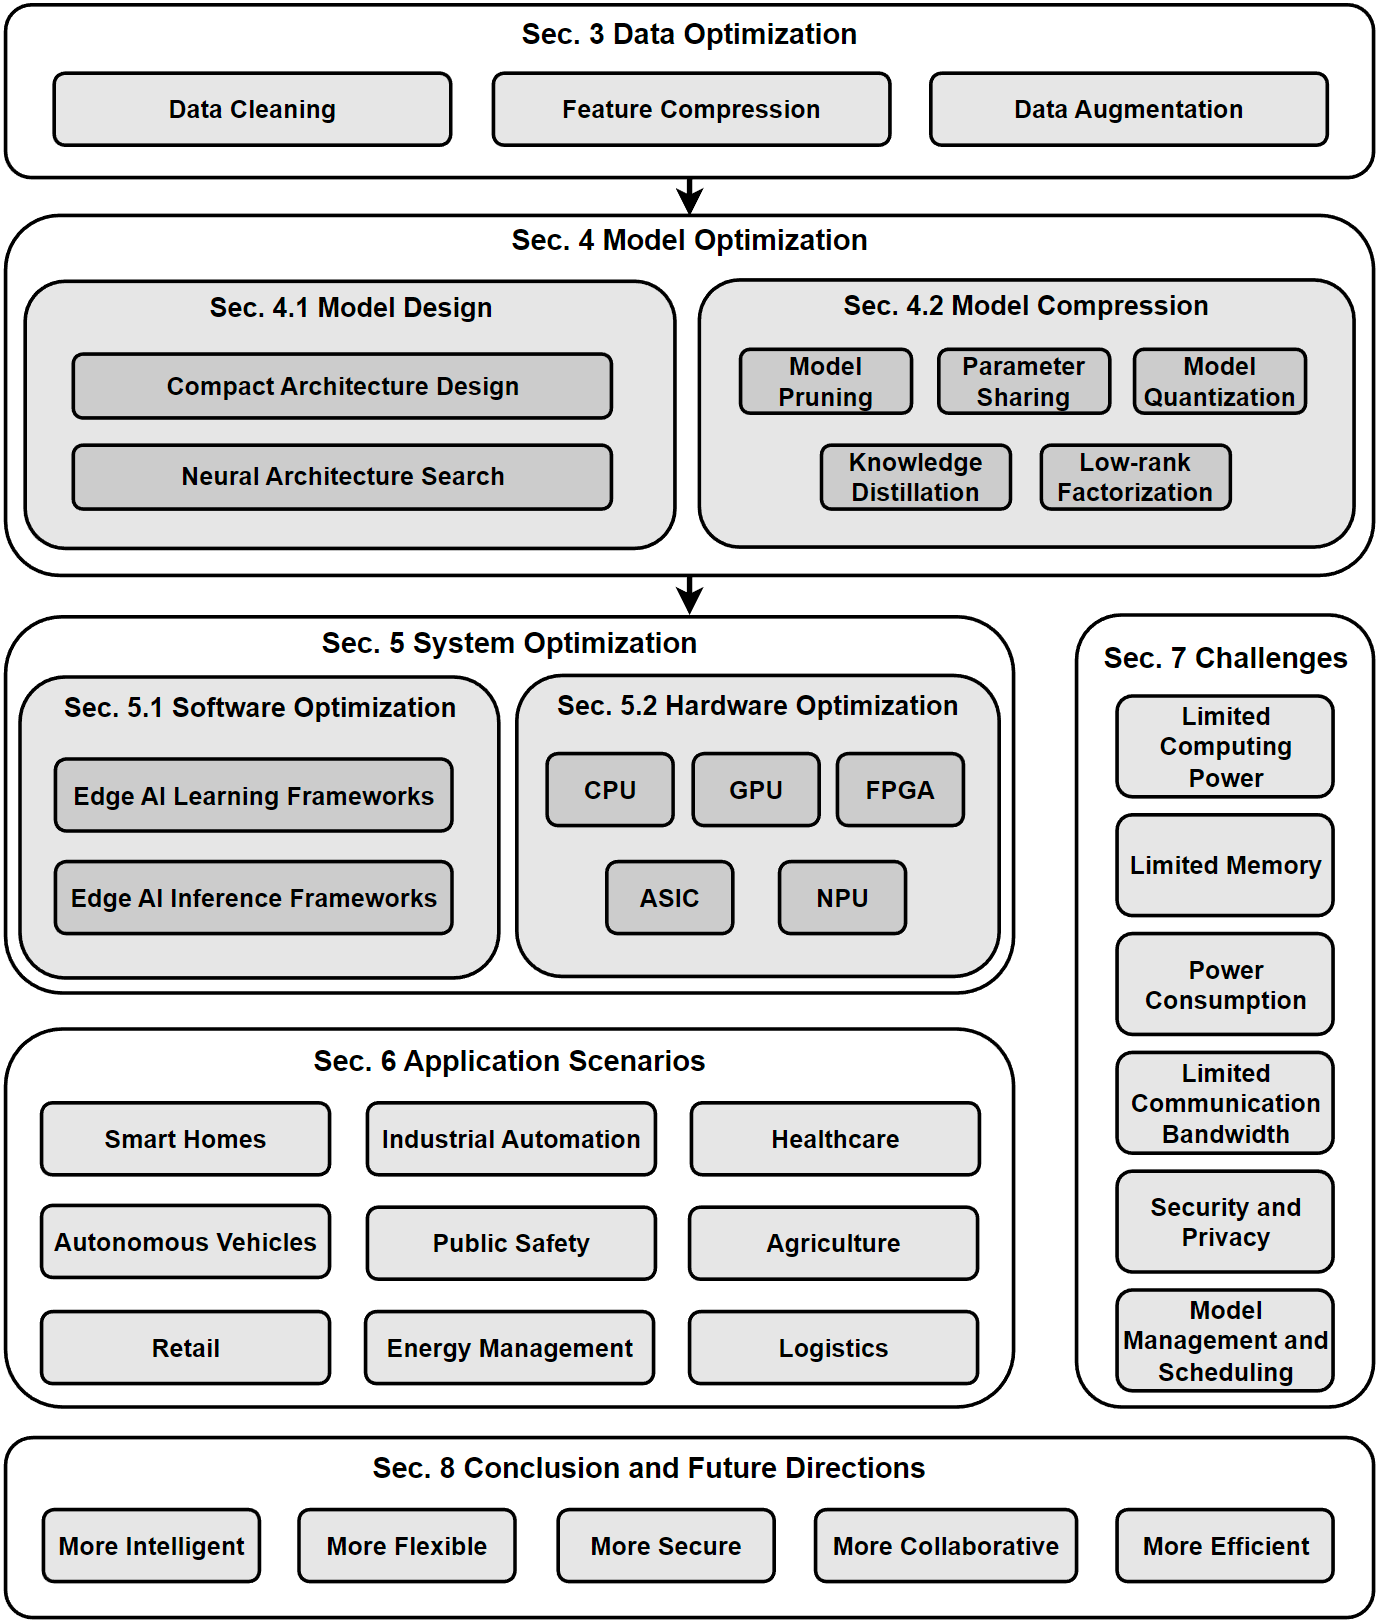 Sec. 3 Data Optimization
Data Cleaning
Feature Compression
Data Augmentation
Sec. 4 Model Optimization
Sec. 4.1 Model Design
Compact Architecture Design
Neural Architecture Search
Sec. 4.2 Model Compression
Model
Pruning
Parameter
Sharing
Model
Quantization
Knowledge
Distillation
Low-rank
Factorization
Sec. 5 System Optimization
Sec. 5.1 Software Optimization
Edge AI Learning Frameworks
Edge AI Inference Frameworks
Sec. 5.2 Hardware Optimization
CPU
GPU
FPGA
ASIC
NPU
Sec. 6 Application Scenarios
Smart Homes
Industrial Automation
Healthcare
Autonomous Vehicles
Public Safety
Agriculture
Retail
Energy Management
Logistics
Sec. 7 Challenges
Limited
Computing
Power
Limited Memory
Power
Consumption
Limited
Communication
Bandwidth
Security and
Privacy
Model
Management and
Scheduling
Sec. 8 Conclusion and Future Directions
More Intelligent
More Flexible
More Secure
More Collaborative
More Efficient